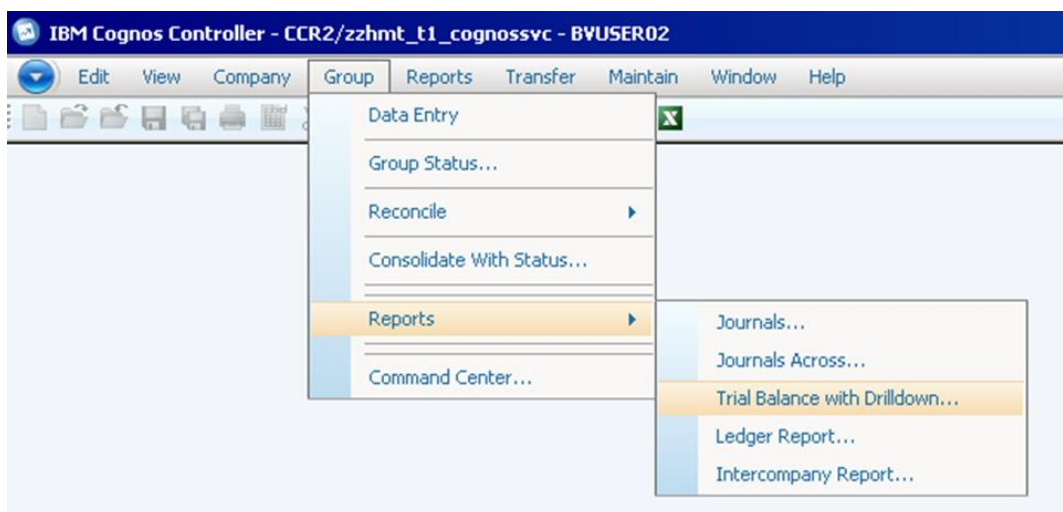 IBM Cognos Controller - CCR2/zzhmt_t1_cognossvc - BVUSER02
Edit View Company Group Reports Transfer Maintain Window Help
Data Entry
Group Status...
Reconcile
Consolidate With Status...
Reports
Command Center...
Journals...
Journals Across...
Trial Balance with Drilldown...
Ledger Report...
Intercompany Report...